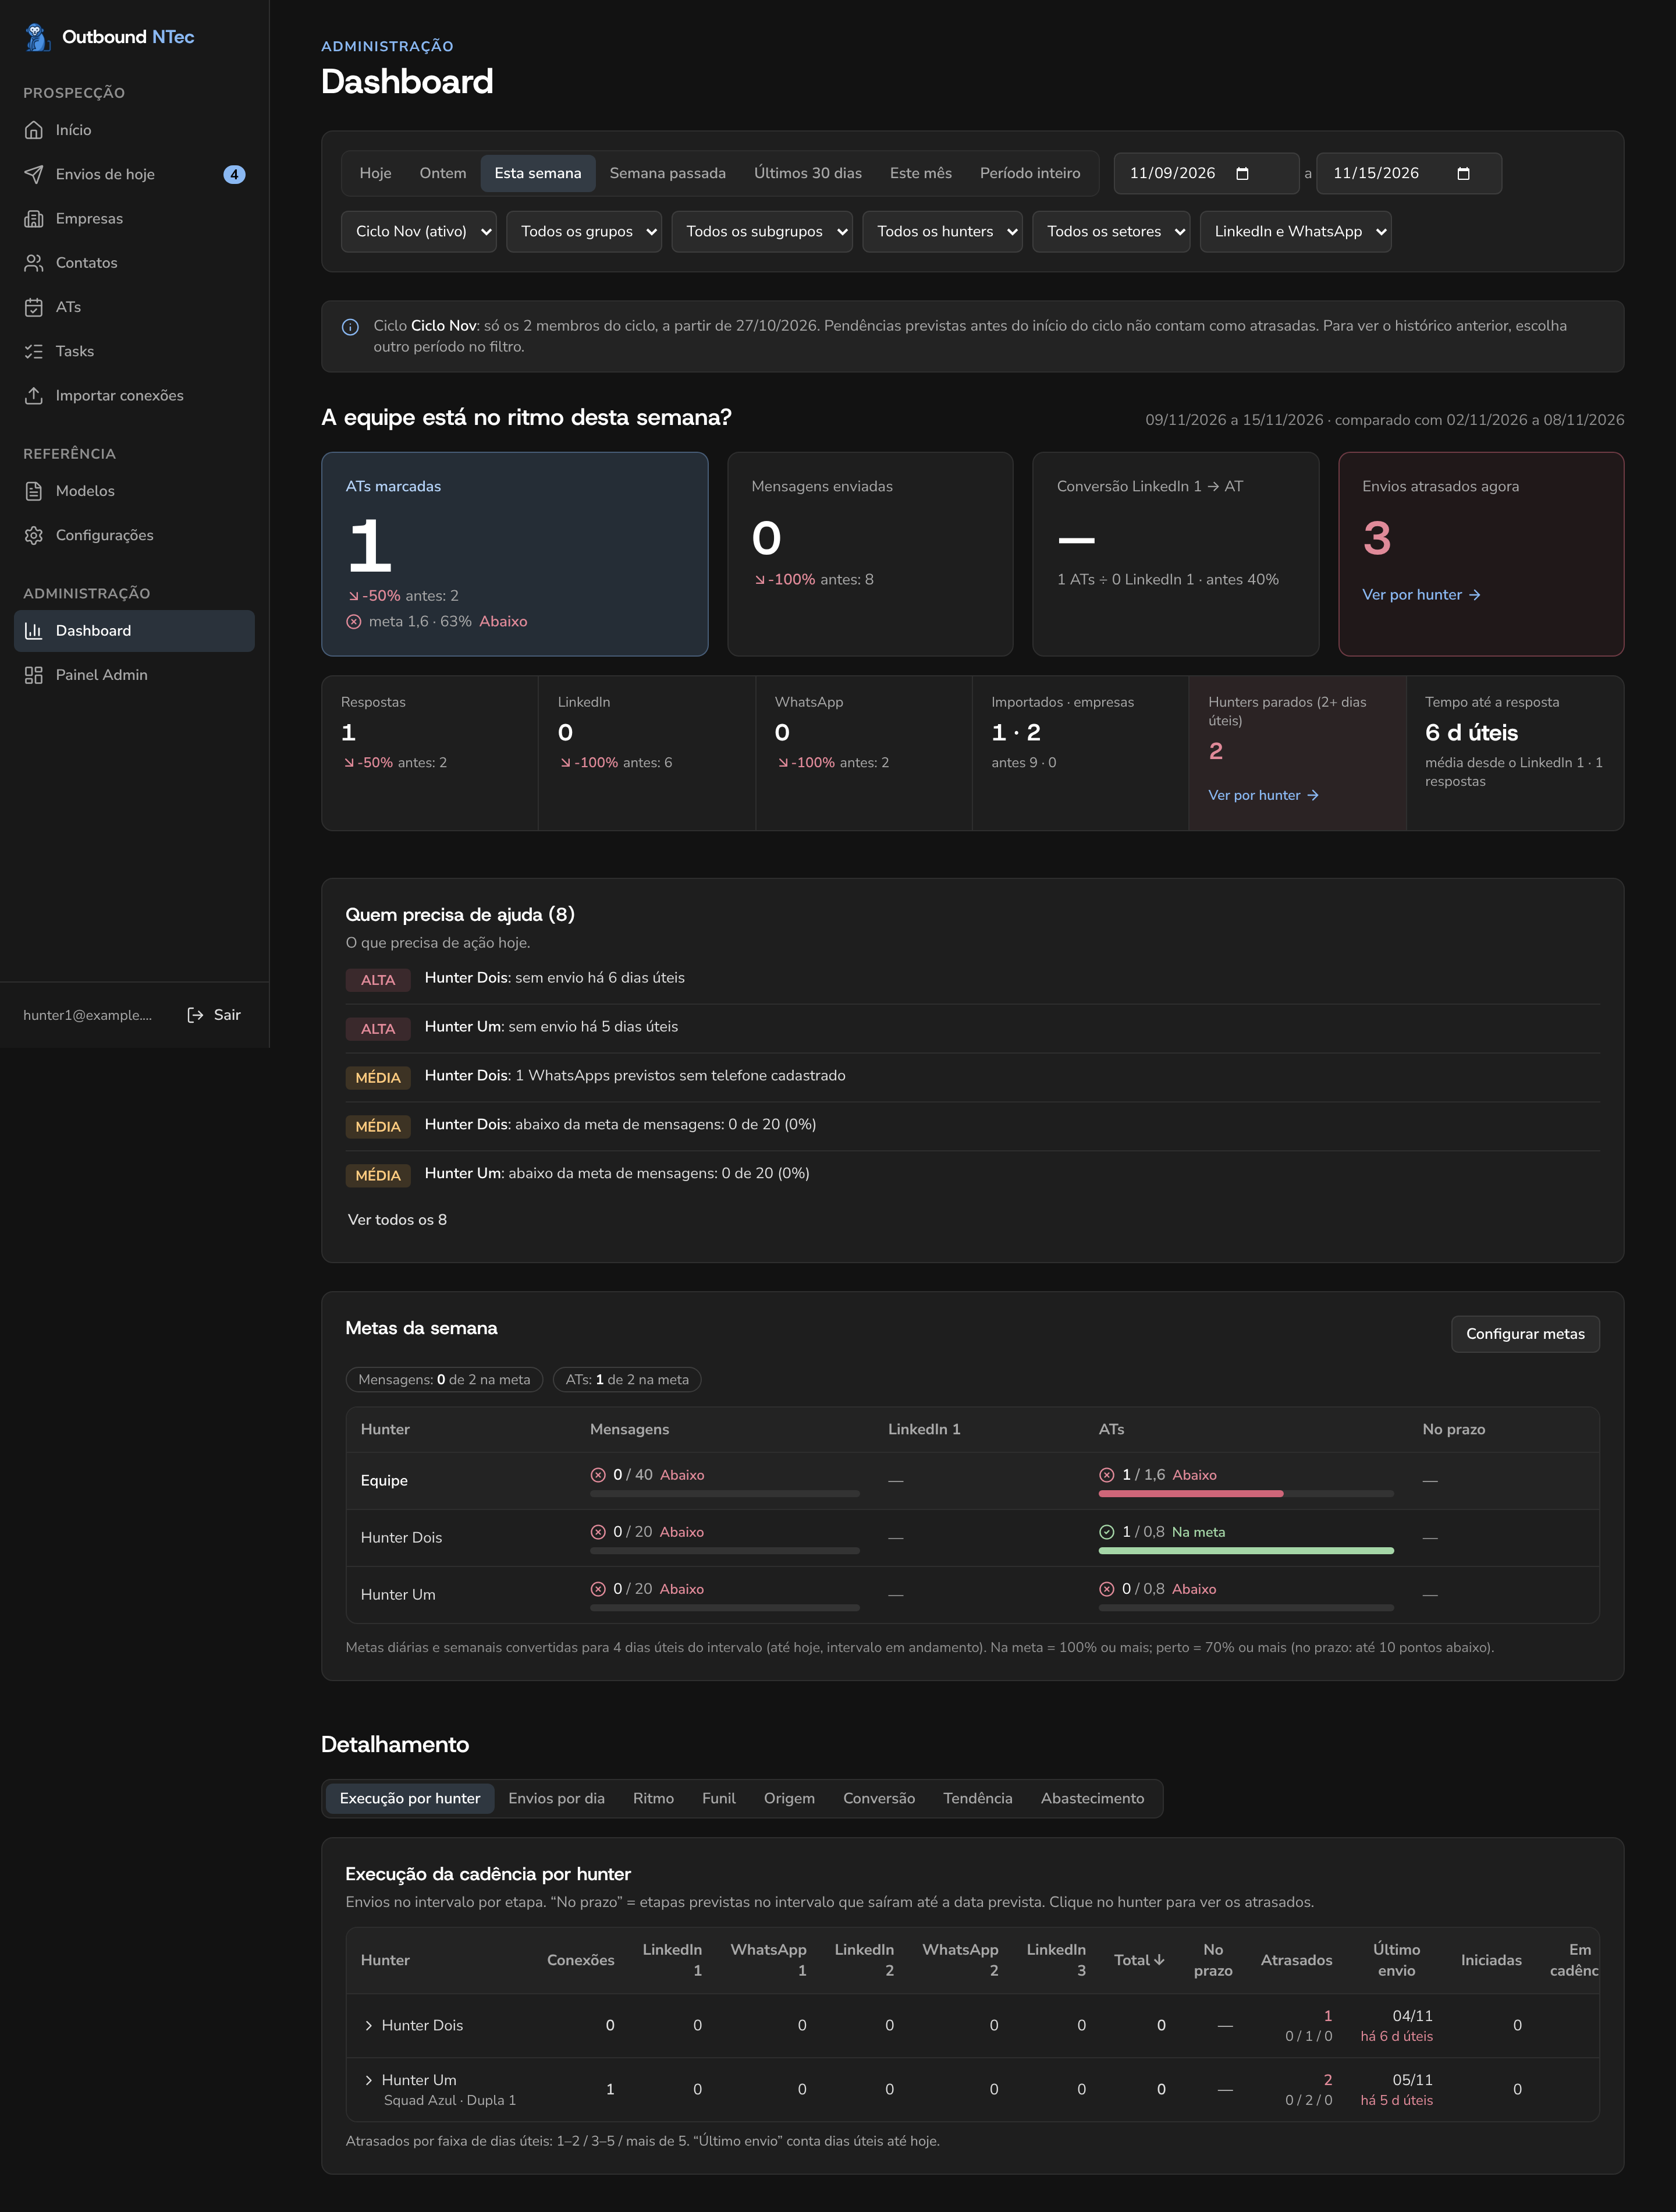 Outbound NTec
PROSPECÇÃO
Início
Envios de hoje 4
Empresas
Contatos
ATs
Tasks
Importar conexões
REFERÊNCIA
Modelos
Configurações
ADMINISTRAÇÃO
Dashboard
Painel Admin
hunter1@example.... Sair
ADMINISTRAÇÃO
Dashboard
Hoje Ontem Esta semana Semana passada Últimos 30 dias Este mês Período inteiro 11/09/2026 a 11/15/2026
Ciclo Nov (ativo) Todos os grupos Todos os subgrupos Todos os hunters Todos os setores LinkedIn e WhatsApp
Ciclo Ciclo Nov: só os 2 membros do ciclo, a partir de 27/10/2026. Pendências previstas antes do início do ciclo não contam como atrasadas. Para ver o histórico anterior, escolha
outro período no filtro.
A equipe está no ritmo desta semana?
09/11/2026 a 15/11/2026 · comparado com 02/11/2026 a 08/11/2026
ATs marcadas
1
↘-50% antes: 2
meta 1,6 · 63% Abaixo
Mensagens enviadas
0
↘-100% antes: 8
Conversão LinkedIn 1 → AT
—
1 ATs ÷ 0 LinkedIn 1 · antes 40%
Envios atrasados agora
3
Ver por hunter →
Respostas
1
↘-50% antes: 2
LinkedIn
0
↘-100% antes: 6
WhatsApp
0
↘-100% antes: 2
Importados · empresas
1 · 2
antes 9 · 0
Hunters parados (2+ dias
úteis)
2
Ver por hunter →
Tempo até a resposta
6 d úteis
média desde o LinkedIn 1 · 1
respostas
Quem precisa de ajuda (8)
O que precisa de ação hoje.
ALTA Hunter Dois: sem envio há 6 dias úteis
ALTA Hunter Um: sem envio há 5 dias úteis
MÉDIA Hunter Dois: 1 WhatsApps previstos sem telefone cadastrado
MÉDIA Hunter Dois: abaixo da meta de mensagens: 0 de 20 (0%)
MÉDIA Hunter Um: abaixo da meta de mensagens: 0 de 20 (0%)
Ver todos os 8
Metas da semana
Configurar metas
Mensagens: 0 de 2 na meta ATs: 1 de 2 na meta
Hunter Mensagens LinkedIn 1 ATs No prazo
Equipe 0 / 40 Abaixo — 1 / 1,6 Abaixo —
Hunter Dois 0 / 20 Abaixo — 1 / 0,8 Na meta —
Hunter Um 0 / 20 Abaixo — 0 / 0,8 Abaixo —
Metas diárias e semanais convertidas para 4 dias úteis do intervalo (até hoje, intervalo em andamento). Na meta = 100% ou mais; perto = 70% ou mais (no prazo: até 10 pontos abaixo).
Detalhamento
Execução por hunter Envios por dia Ritmo Funil Origem Conversão Tendência Abastecimento
Execução da cadência por hunter
Envios no intervalo por etapa. “No prazo” = etapas previstas no intervalo que saíram até a data prevista. Clique no hunter para ver os atrasados.
Hunter Conexões LinkedIn 1 WhatsApp 1 LinkedIn 2 WhatsApp 2 LinkedIn 3 Total ↓ No prazo Atrasados Último envio Iniciadas Em cadênc
Hunter Dois 0 0 0 0 0 0 0 — 1 04/11 0
0 / 1 / 0 há 6 d úteis
Hunter Um 1 0 0 0 0 0 0 — 2 05/11 0
Squad Azul · Dupla 1 0 / 2 / 0 há 5 d úteis
Atrasados por faixa de dias úteis: 1–2 / 3–5 / mais de 5. “Último envio” conta dias úteis até hoje.